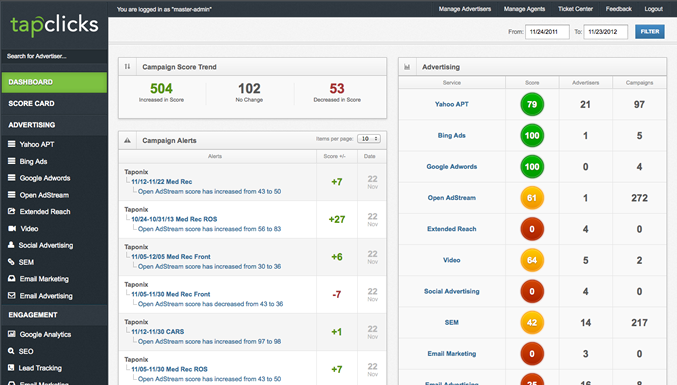 tapclicks
You are logged in as "master-admin"
Manage Advertisers
Manage Agents
Ticket Center
Feedback
Logout
Search for Advertiser...
From: 11/24/2011 To: 11/23/2012 FILTER
DASHBOARD
SCORE CARD
ADVERTISING
Yahoo APT
Bing Ads
Google Adwords
Open AdStream
Extended Reach
Video
Social Advertising
SEM
Email Marketing
Email Advertising
ENGAGEMENT
Google Analytics
SEO
Lead Tracking
Email Marketing
Campaign Score Trend
504 102 53
Increased in Score No Change Decreased in Score
Campaign Alerts Items per page: 10
Alerts Score +/- Date
Taponix
11/12-11/22 Med Rec +7 22 Nov
Open AdStream score has increased from 43 to 50
Taponix
10/24-10/31/13 Med Rec ROS +27 22 Nov
Open AdStream score has increased from 56 to 83
Taponix
11/05-12/05 Med Rec Front +6 22 Nov
Open AdStream score has increased from 30 to 36
Taponix
11/05-11/30 Med Rec Front -7 22 Nov
Open AdStream score has decreased from 43 to 36
Taponix
11/12-11/30 CARS +1 22 Nov
Open AdStream score has increased from 97 to 98
Taponix
11/05-11/30 Med Rec ROS +7 22 Nov
Open AdStream score has increased from 43 to 50
Advertising
Service Score Advertisers Campaigns
Yahoo APT 79 21 97
Bing Ads 100 1 5
Google Adwords 100 0 4
Open AdStream 61 1 272
Extended Reach 0 4 0
Video 64 5 2
Social Advertising 0 4 0
SEM 42 14 217
Email Marketing 0 3 0
Email Advertising 25 16 8